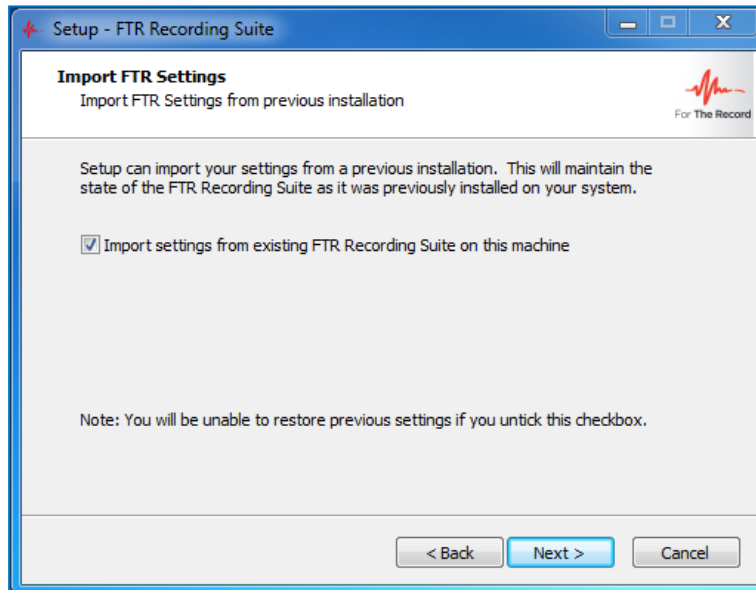 Setup - FTR Recording Suite
Import FTR Settings
Import FTR Settings from previous installation
For The Record
Setup can import your settings from a previous installation. This will maintain the
state of the FTR Recording Suite as it was previously installed on your system.
Import settings from existing FTR Recording Suite on this machine
Note: You will be unable to restore previous settings if you untick this checkbox.
< Back
Next >
Cancel